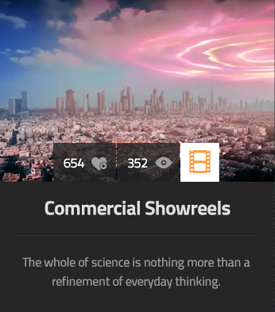 654 352
Commercial Showreels
The whole of science is nothing more than a
refinement of everyday thinking.